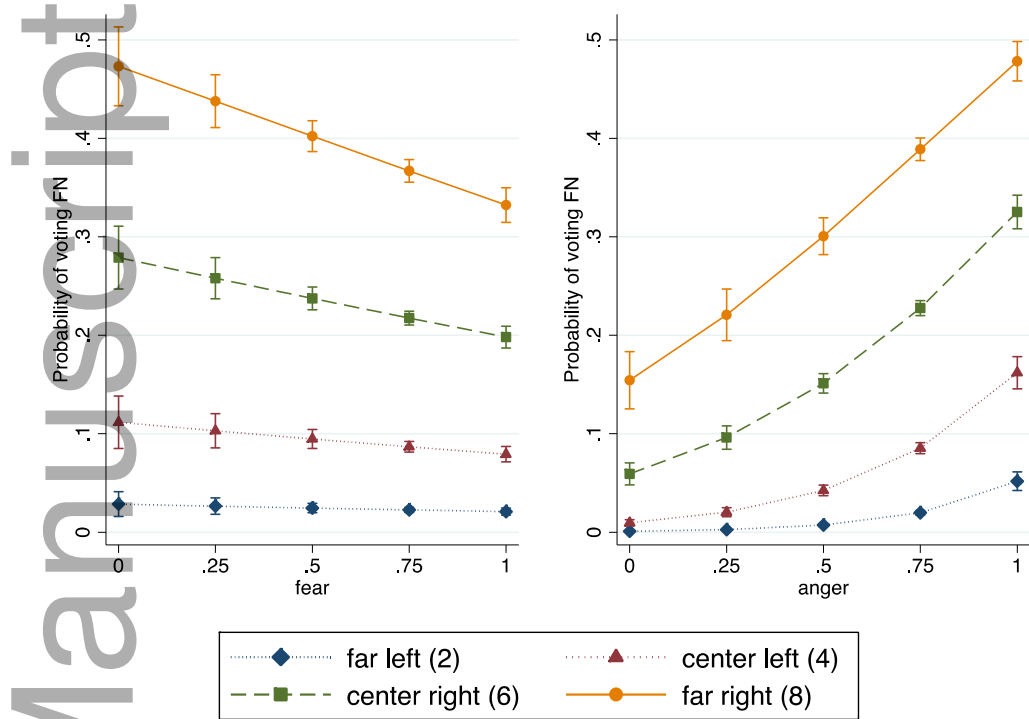 Manuscript
Probability of voting FN
.5
.4
.3
.2
.1
0
0 .25 .5 .75 1
fear
Probability of voting FN
.5
.4
.3
.2
.1
0
0 .25 .5 .75 1
anger
far left (2) center left (4)
center right (6) far right (8)